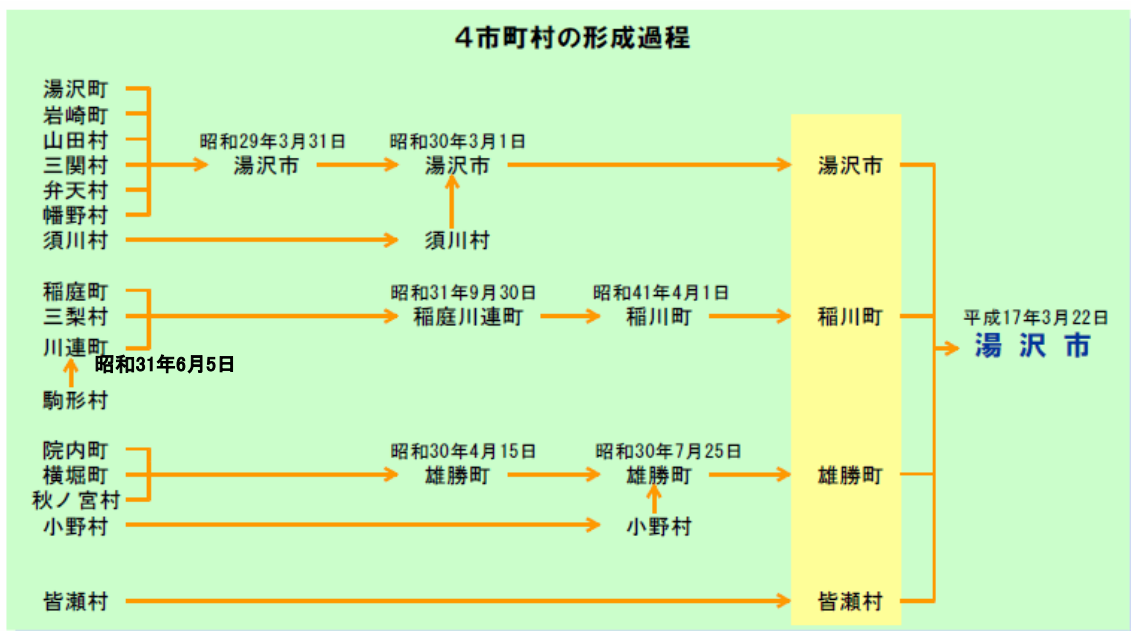 4市町村の形成過程
湯沢町
岩崎町
山田村
三関村
弁天村
幡野村
須川村
昭和29年3月31日
湯沢市
昭和30年3月1日
湯沢市
須川村
湯沢市
稲庭町
三梨村
川連町
昭和31年6月5日
駒形村
昭和31年9月30日
稲庭川連町
昭和41年4月1日
稲川町
稲川町
平成17年3月22日
湯沢市
院内町
横堀町
秋ノ宮村
小野村
昭和30年4月15日
雄勝町
昭和30年7月25日
雄勝町
小野村
雄勝町
皆瀬村
皆瀬村